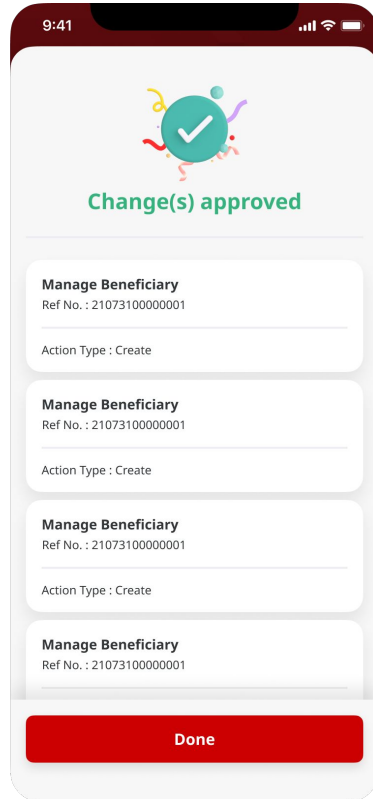 9:41
Change(s) approved
Manage Beneficiary
Ref No. : 21073100000001
Action Type : Create
Manage Beneficiary
Ref No. : 21073100000001
Action Type : Create
Manage Beneficiary
Ref No. : 21073100000001
Action Type : Create
Manage Beneficiary
Ref No. : 21073100000001
Done